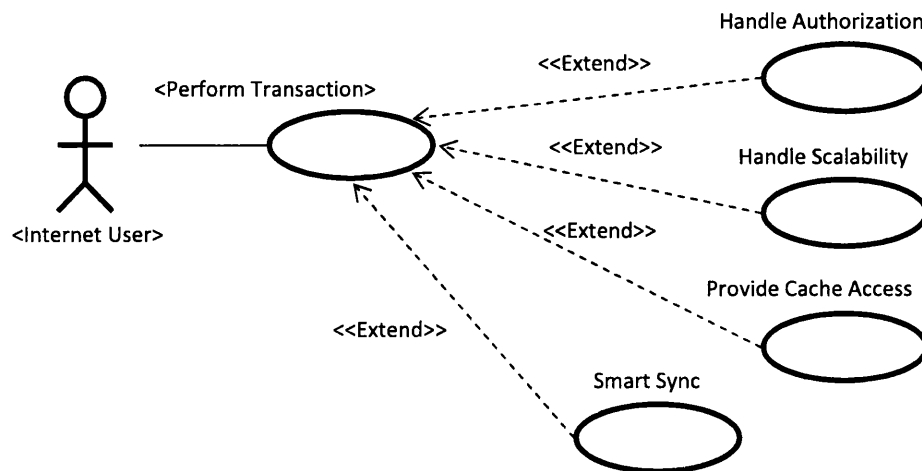 Handle Authorization
<<Extend>>
<Perform Transaction>
<<Extend>>
Handle Scalability
<Internet User>
<<Extend>>
Provide Cache Access
<<Extend>>
Smart Sync